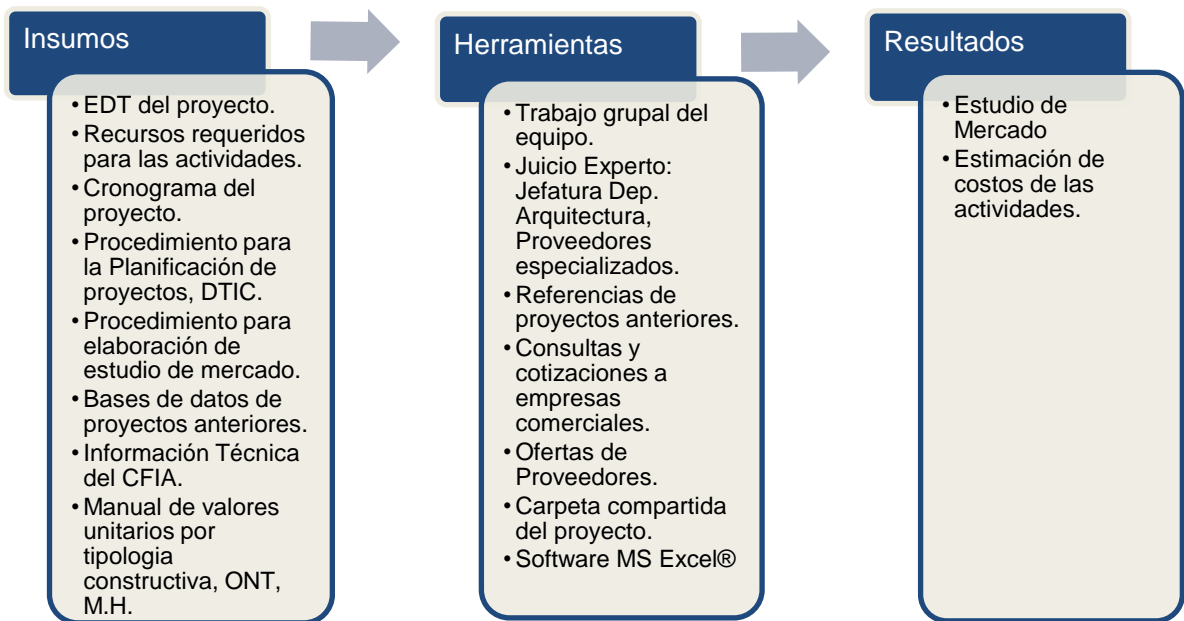 Insumos
• EDT del proyecto.
• Recursos requeridos
para las actividades.
• Cronograma del
proyecto.
• Procedimiento para
la Planificación de
proyectos, DTIC.
• Procedimiento para
elaboración de
estudio de mercado.
• Bases de datos de
proyectos anteriores.
• Información Técnica
del CFIA.
• Manual de valores
unitarios por
tipologia
constructiva, ONT,
M.H.
Herramientas
• Trabajo grupal del
equipo.
• Juicio Experto:
Jefatura Dep.
Arquitectura,
Proveedores
especializados.
• Referencias de
proyectos anteriores.
• Consultas y
cotizaciones a
empresas
comerciales.
• Ofertas de
Proveedores.
• Carpeta compartida
del proyecto.
• Software MS Excel®
Resultados
• Estudio de
Mercado
• Estimación de
costos de las
actividades.